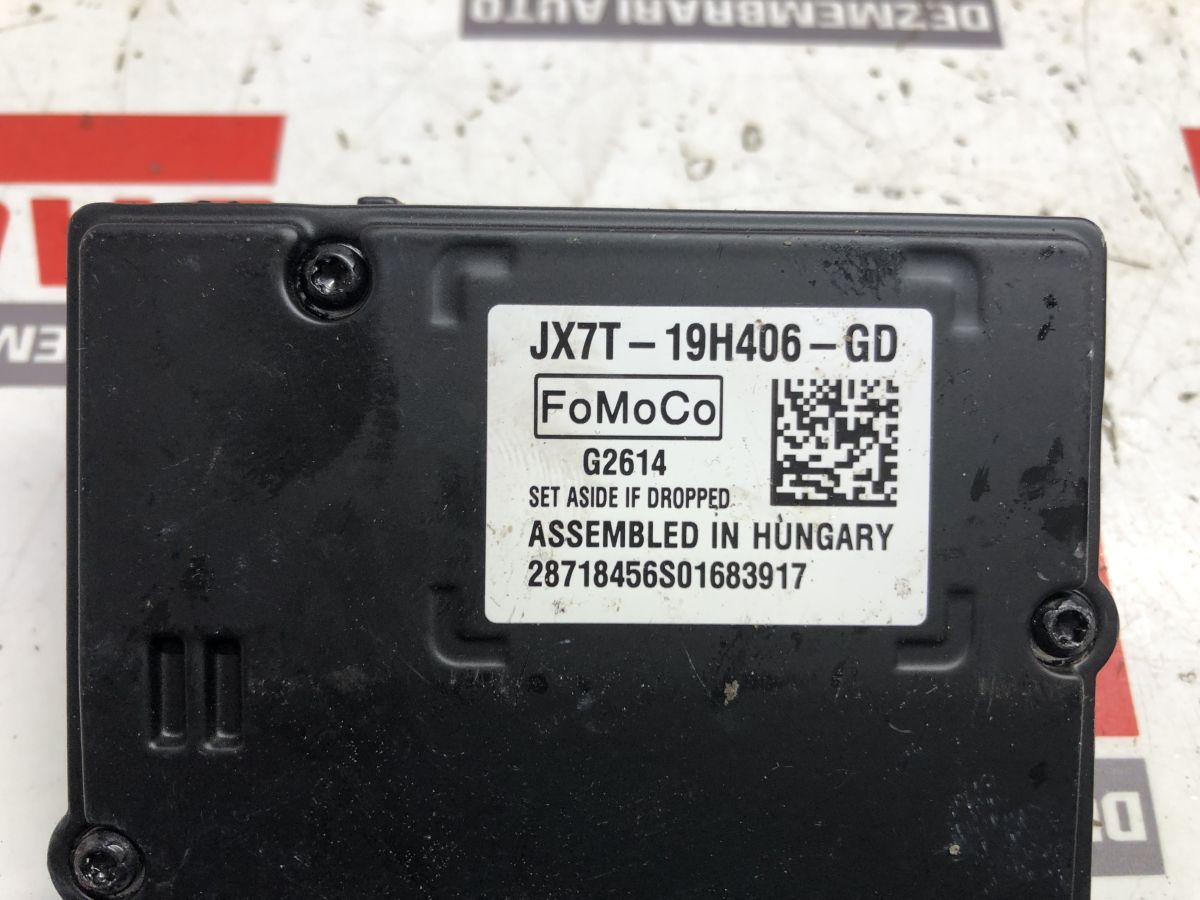 DEZMEMBRARI AUTO
JX7T-19H406-GD
FoMoCo
G2614
SET ASIDE IF DROPPED
ASSEMBLED IN HUNGARY
28718456S01683917